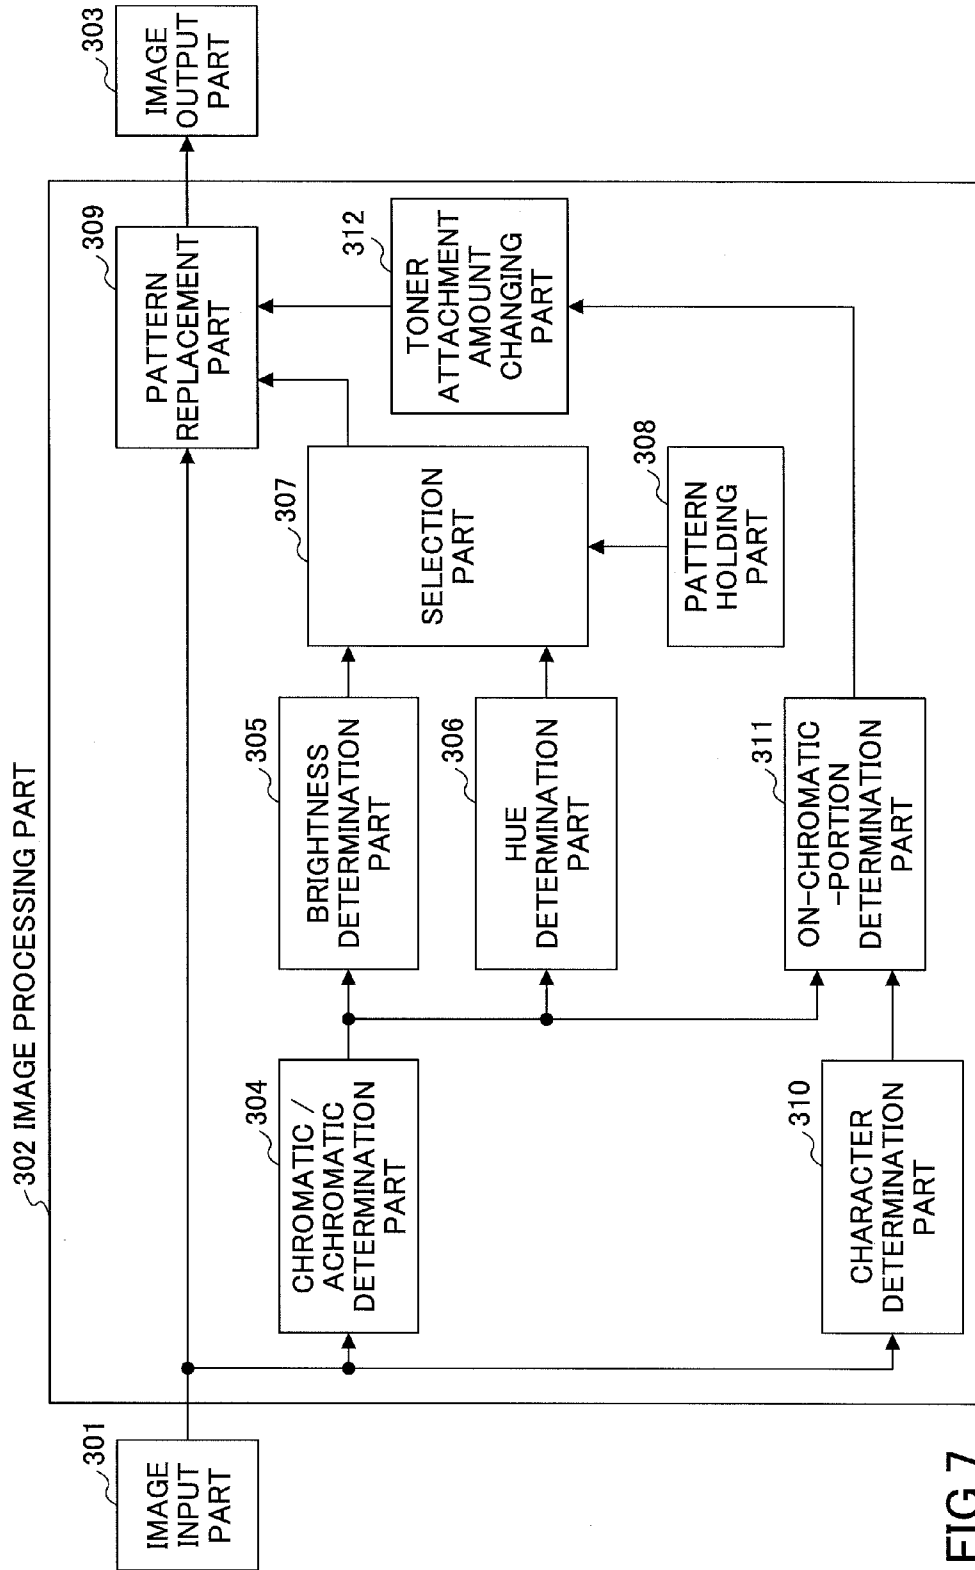 302 IMAGE PROCESSING PART
301
IMAGE
INPUT
PART
304
CHROMATIC /
ACHROMATIC
DETERMINATION
PART
305
BRIGHTNESS
DETERMINATION
PART
306
HUE
DETERMINATION
PART
307
SELECTION
PART
308
PATTERN
HOLDING
PART
309
PATTERN
REPLACEMENT
PART
303
IMAGE
OUTPUT
PART
310
CHARACTER
DETERMINATION
PART
311
ON-CHROMATIC
-PORTION
DETERMINATION
PART
312
TONER
ATTACHMENT
AMOUNT
CHANGING
PART
FIG.7